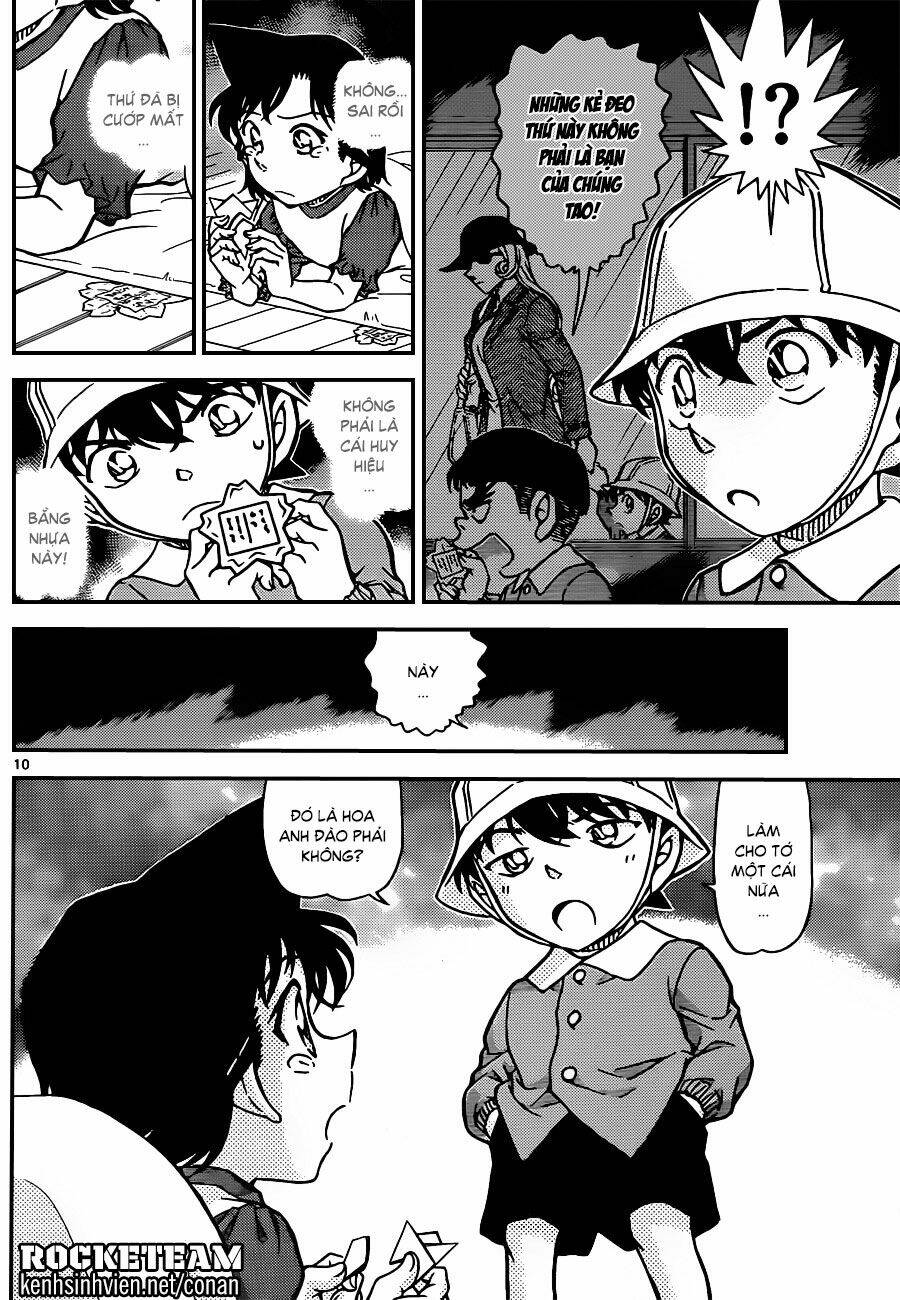 !?
NHỮNG KẺ ĐEO
THỨ NÀY KHÔNG
PHẢI LÀ BẠN
CỦA CHÚNG
TAO!
KHÔNG...
SAI RỒI
THỨ ĐÃ BỊ
CƯỚP MẤT
...
KHÔNG
PHẢI LÀ
CÁI HUY
HIỆU
...
BẢNG
NHỰA
NÀY!
NÀY
...
10
LÀM
CHO TỚ
MỘT CÁI
NỮA
...
ĐÓ LÀ HOA
ANH ĐÀO PHẢI
KHÔNG?
ROCKETEAM
kenhsinhvien.net/conan